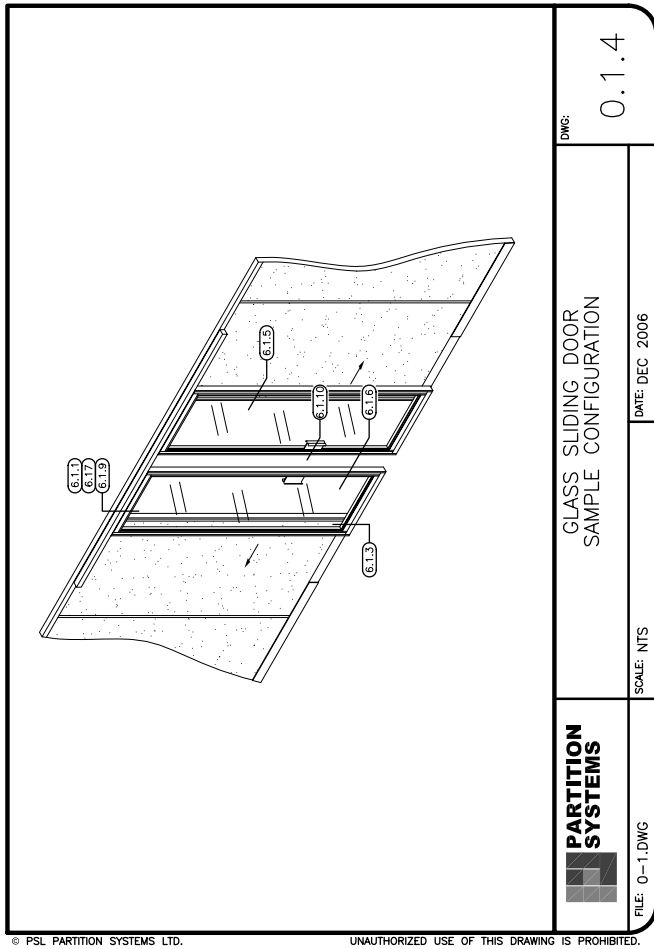 6.1.1
6.17
6.1.9
6.1.5
6.1.10
6.1.6
6.1.3
PARTITION
SYSTEMS
FILE: 0-1.DWG
GLASS SLIDING DOOR
SAMPLE CONFIGURATION
SCALE: NTS
DATE: DEC 2006
DWG:
0.1.4
© PSL PARTITION SYSTEMS LTD.
UNAUTHORIZED USE OF THIS DRAWING IS PROHIBITED.